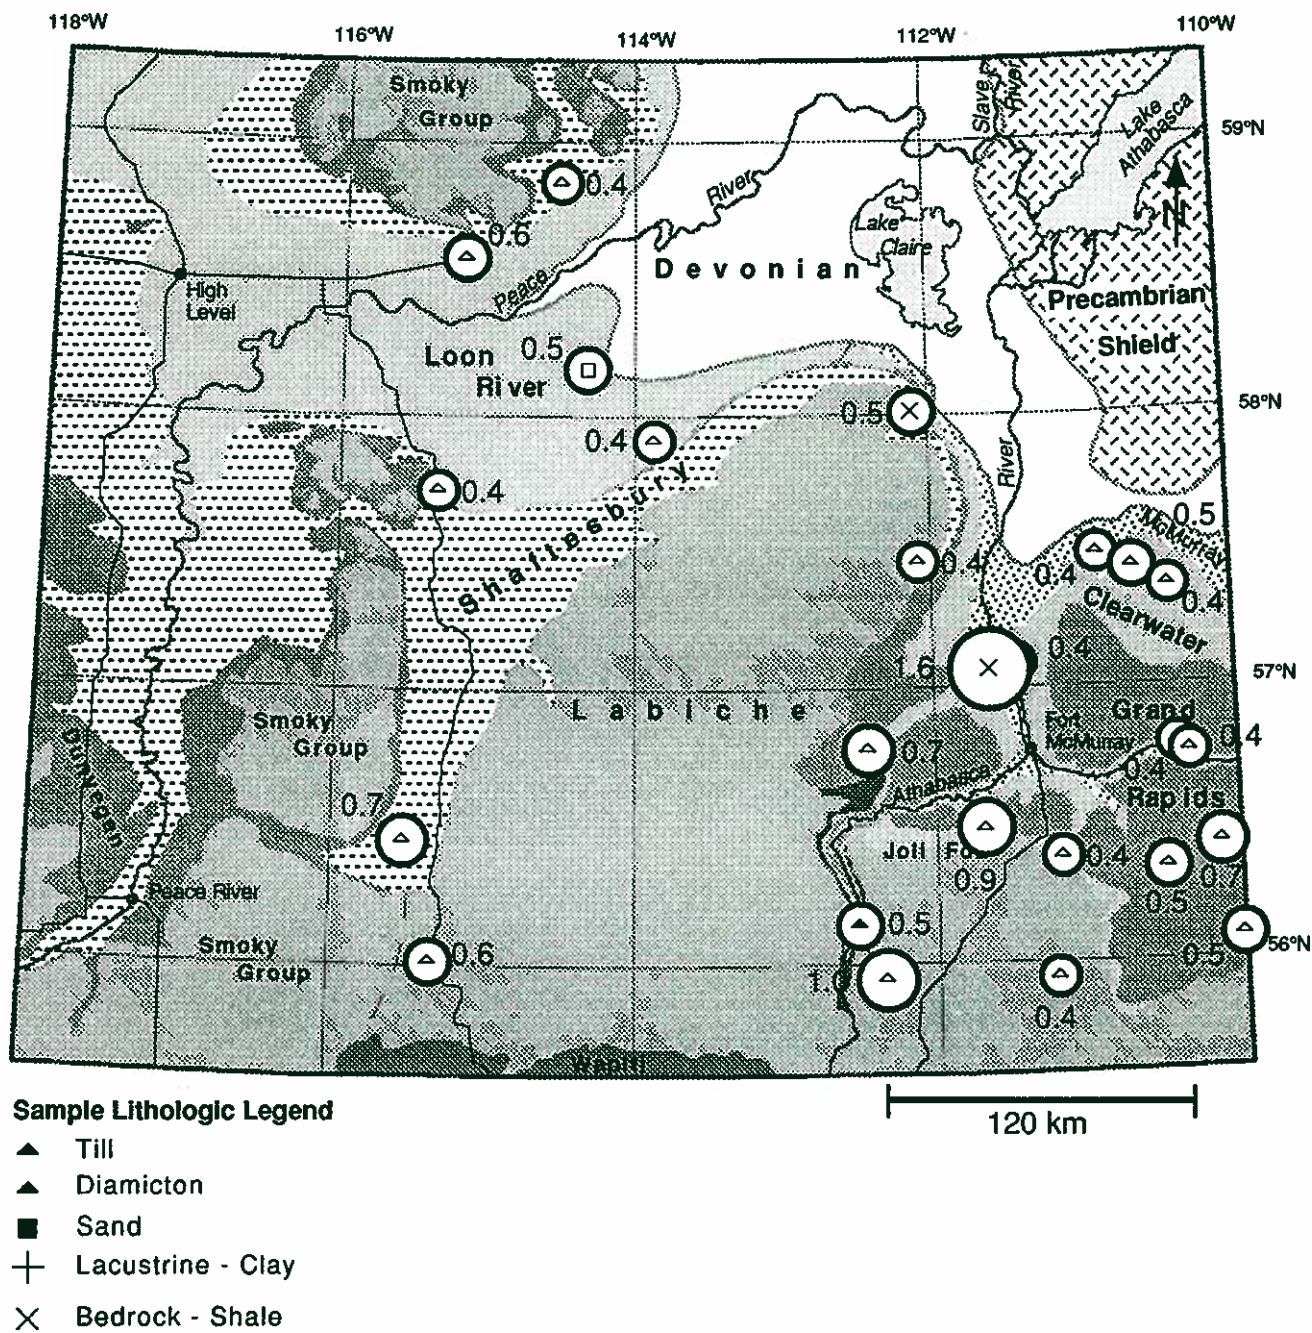 118°W
116°W
114°W
112°W
110°W
Smoky
Group
Slave
River
Lake
Athabasca
59°N
0.4
River
N
0.6
Lake
Claire
Devonian
High
Level
Peace
Precambrian
Shield
Loon
River
0.5
0.5
58°N
0.4
0.4
River
Shaftesbury
0.5
McMurray
0.4
0.4
0.4
Clearwater
0.4
1.6
57°N
Labiche
Smoky
Group
Grand
Fort
McMurray
0.7
0.4
0.4
Dunvegan
Athabasca
Rapids
0.7
Joli Fo
0.4
0.9
0.7
0.5
Peace River
0.5
Smoky
Group
0.6
0.5
56°N
1.
0.4
Wapiti
120 km
Sample Lithologic Legend
Till
Diamicton
Sand
Lacustrine - Clay
Bedrock - Shale